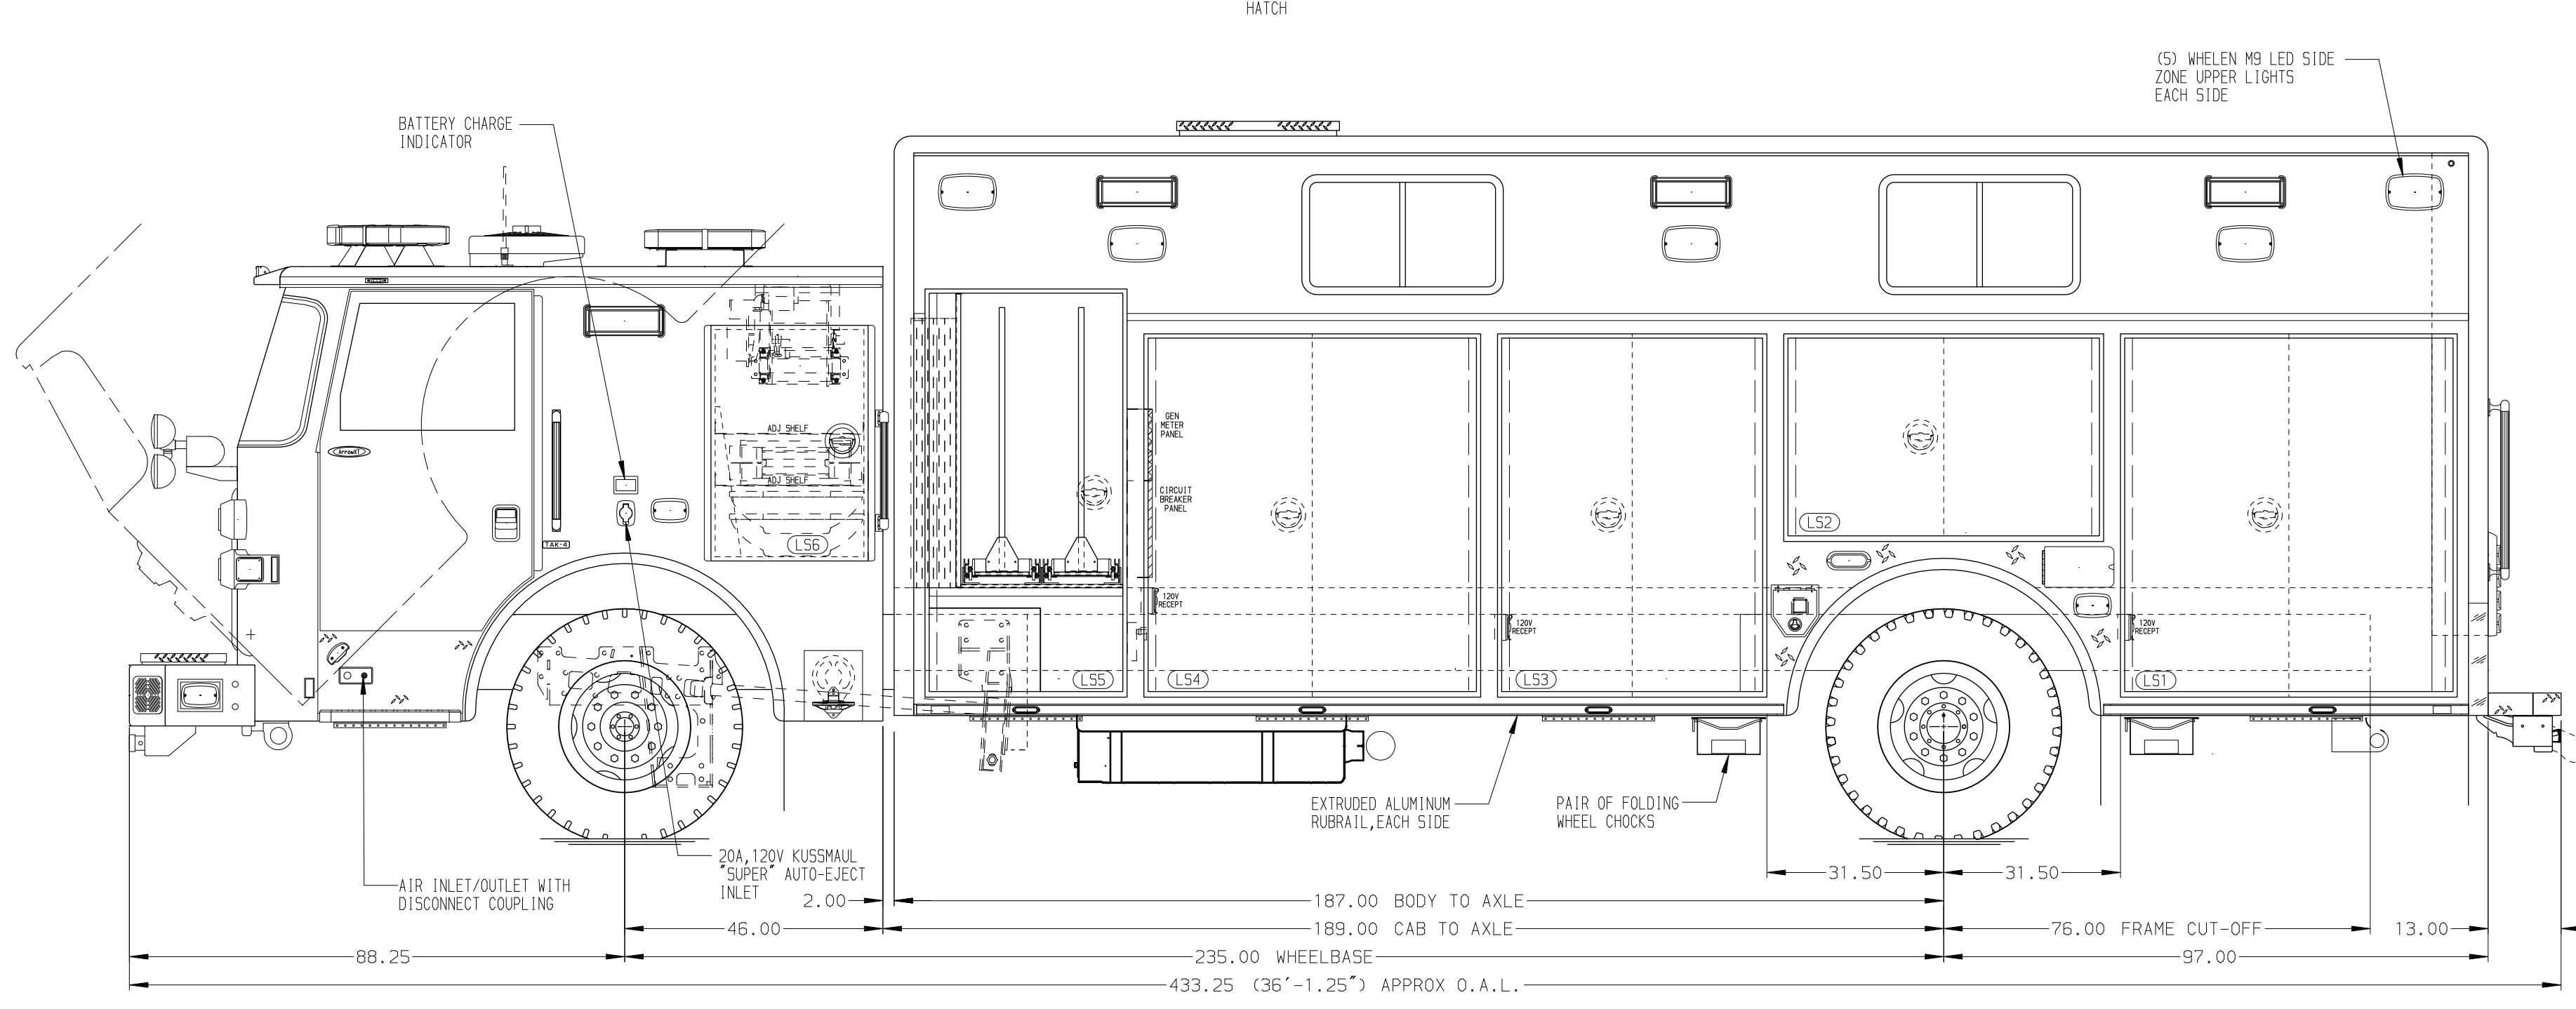 HATCH
(5) WHELEN M9 LED SIDE
ZONE UPPER LIGHTS
EACH SIDE
BATTERY CHARGE
INDICATOR
ADJ SHELF
ADJ SHELF
GEN
METER
PANEL
CIRCUIT
BREAKER
PANEL
ArrowXT
TAK-4
LS6
LS2
120V
RECEPT
120V
RECEPT
120V
RECEPT
LS5
LS4
LS3
LS1
EXTRUDED ALUMINUM
RUBRAIL,EACH SIDE
PAIR OF FOLDING
WHEEL CHOCKS
20A,120V KUSSMAUL
"SUPER" AUTO-EJECT
INLET
AIR INLET/OUTLET WITH
DISCONNECT COUPLING
31.50
31.50
2.00
187.00 BODY TO AXLE
46.00
189.00 CAB TO AXLE
76.00 FRAME CUT-OFF
13.00
88.25
235.00 WHEELBASE
97.00
433.25 (36'-1.25") APPROX O.A.L.